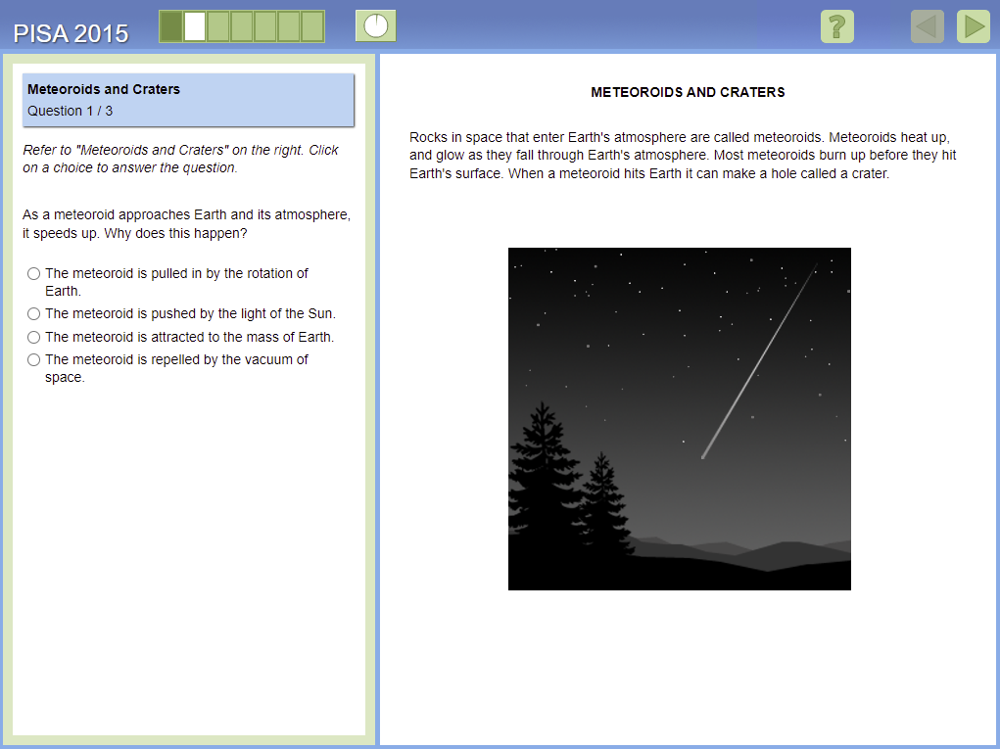 PISA 2015
?
Meteoroids and Craters
Question 1 / 3
Refer to "Meteoroids and Craters" on the right. Click
on a choice to answer the question.
As a meteoroid approaches Earth and its atmosphere,
it speeds up. Why does this happen?
The meteoroid is pulled in by the rotation of
Earth.
The meteoroid is pushed by the light of the Sun.
The meteoroid is attracted to the mass of Earth.
The meteoroid is repelled by the vacuum of
space.
METEOROIDS AND CRATERS
Rocks in space that enter Earth's atmosphere are called meteoroids. Meteoroids heat up,
and glow as they fall through Earth's atmosphere. Most meteoroids burn up before they hit
Earth's surface. When a meteoroid hits Earth it can make a hole called a crater.